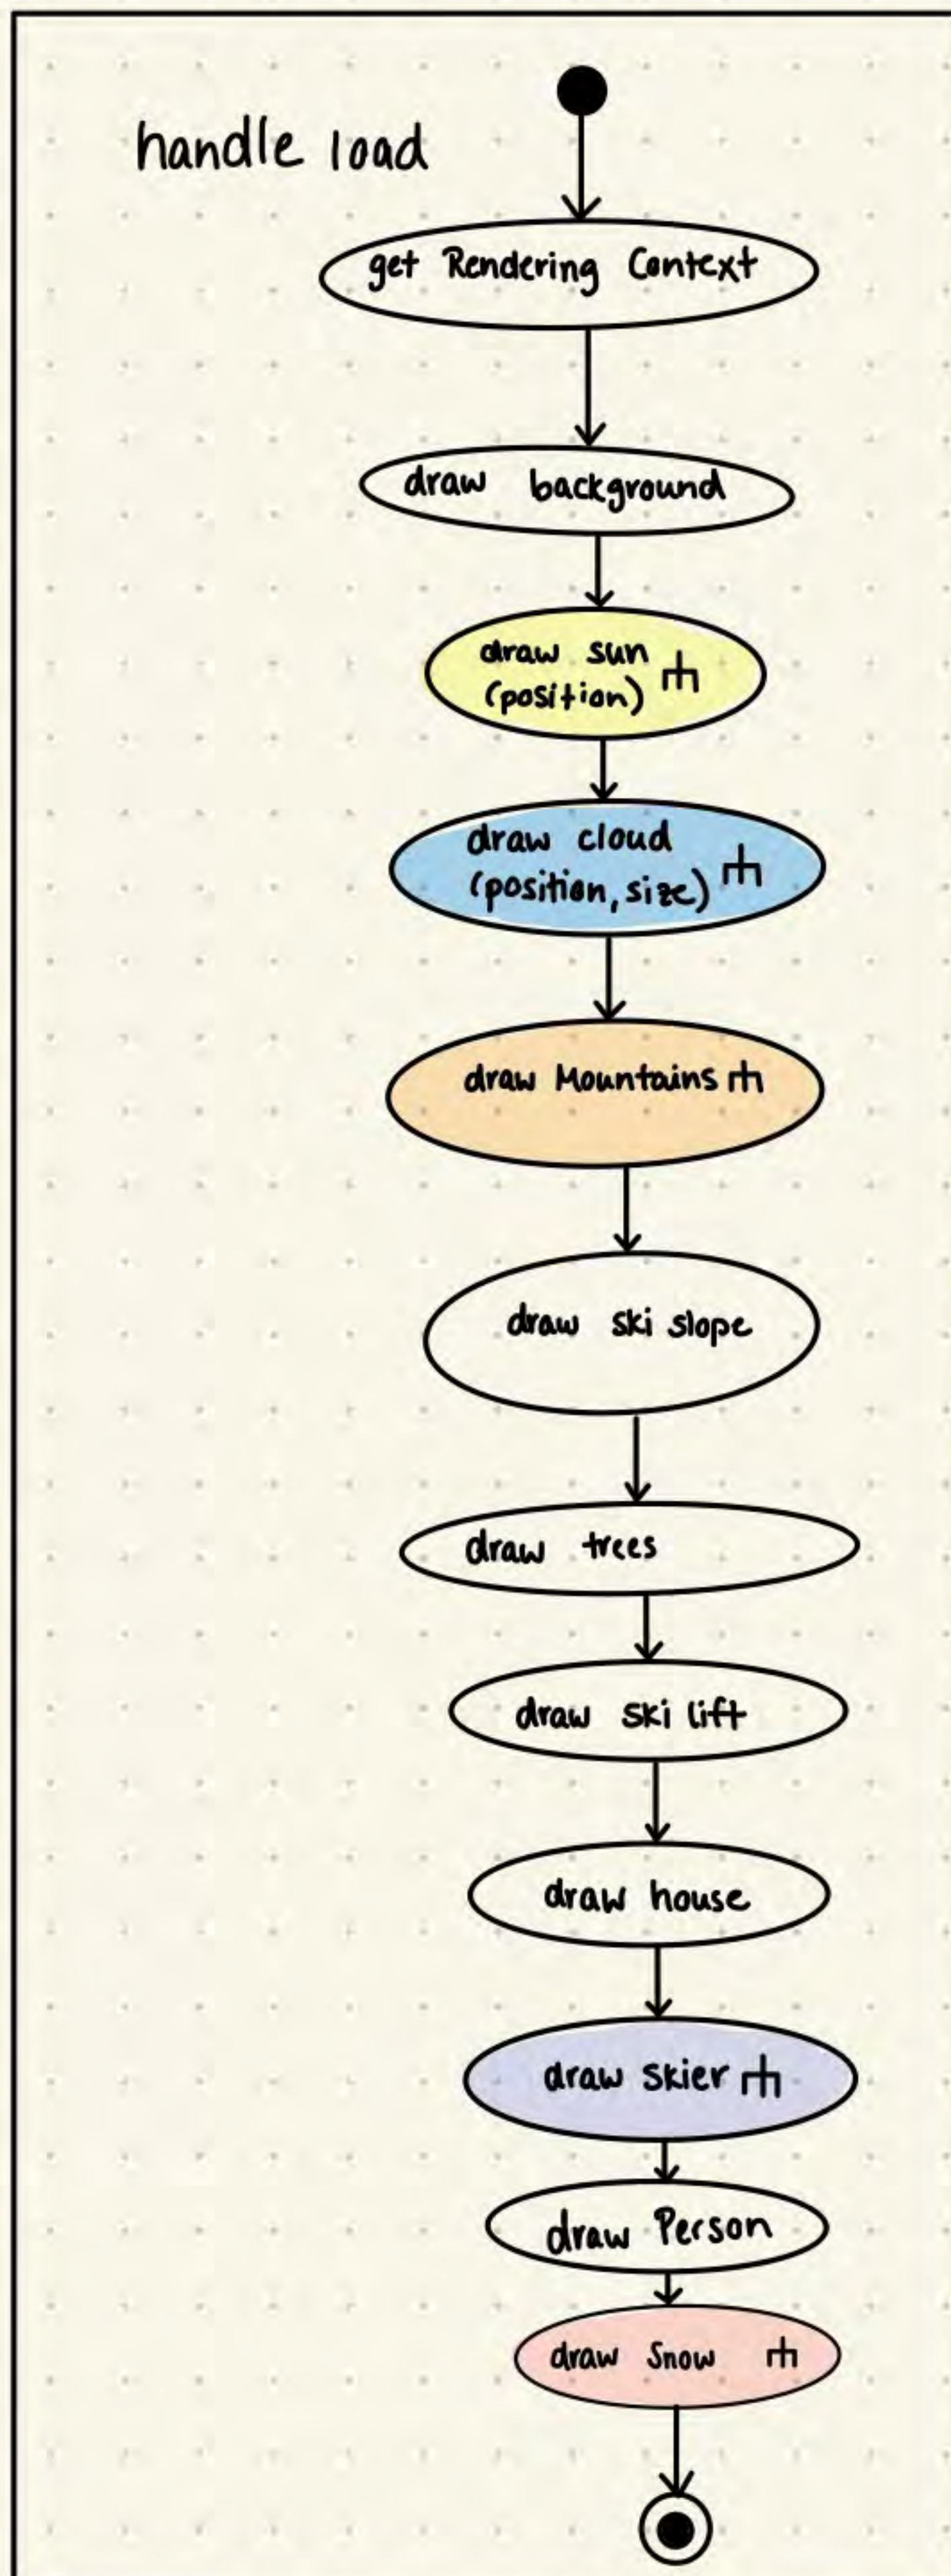 handle load
get Rendering Context
draw background
draw sun
(position)
draw cloud
(position, size)
draw Mountains
draw ski slope
draw trees
draw ski lift
draw house
draw skier
draw Person
draw Snow